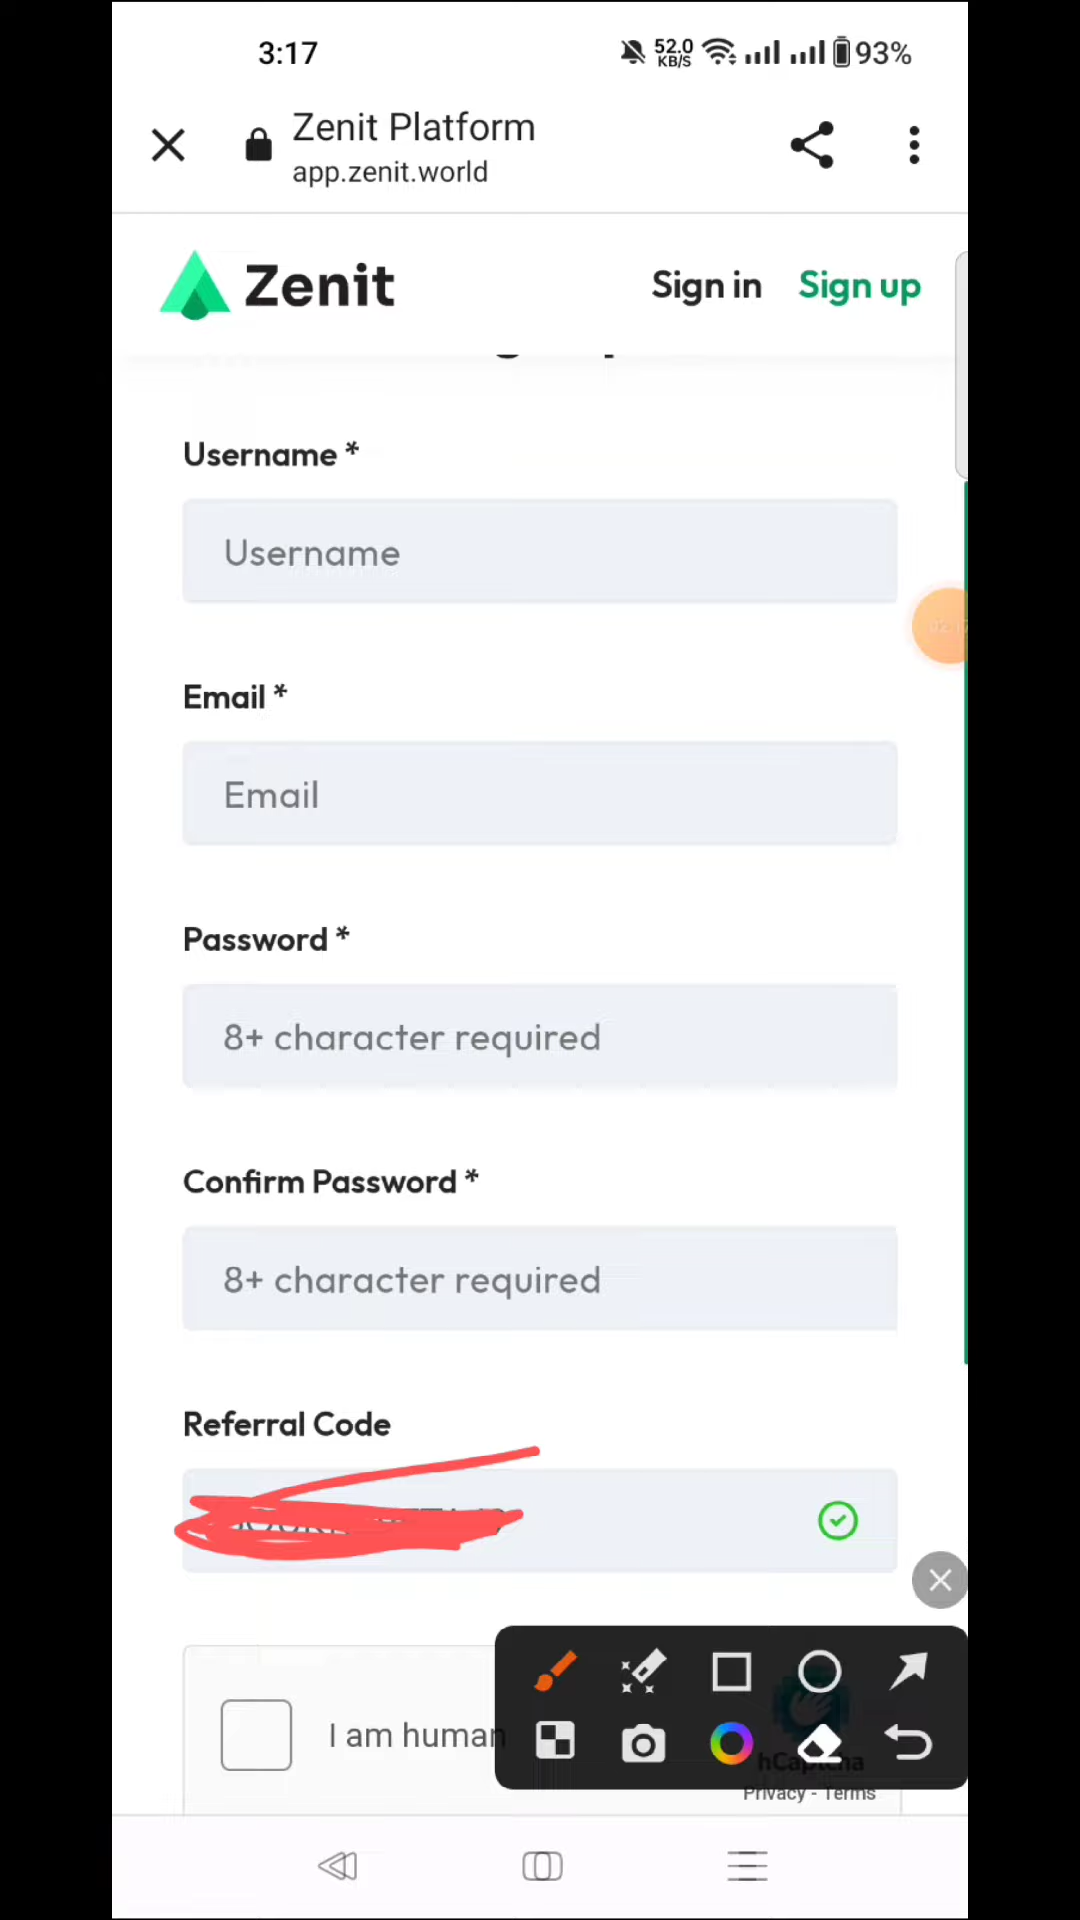 3:17
52.0 KB/S
93%
Zenit Platform
app.zenit.world
Zenit
Sign in
Sign up
Username *
Username
Email *
Email
Password *
8+ character required
Confirm Password *
8+ character required
Referral Code
I am human
hCaptcha
Privacy - Terms